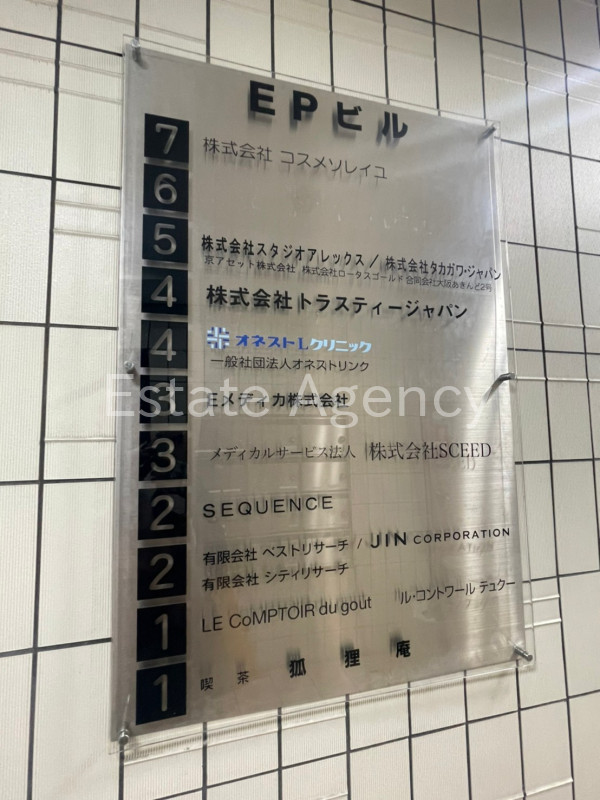 EPビル
7 株式会社 コスメソレイユ
6
5 株式会社スタジオアレックス / 株式会社タカガワ・ジャパン
京アセット株式会社 株式会社ロータスゴールド 合同会社大阪あきんど2号
4 株式会社トラスティージャパン
4 オネストLクリニック
一般社団法人オネストリンク
3 Eメディカ株式会社
Estate Agency
3 メディカルサービス法人 株式会社SCEED
2 SEQUENCE
2 有限会社 ベストリサーチ / JIN CORPORATION
有限会社 シティリサーチ
1 LE CoMPTOIR du gout ル・コントワール デュクー
1 喫茶 狐狸庵